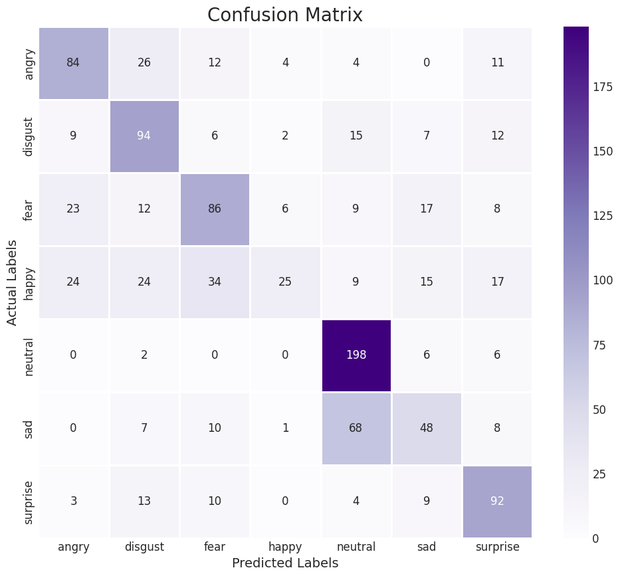 Confusion Matrix
Actual Labels
angry 84 26 12 4 4 0 11
disgust 9 94 6 2 15 7 12
fear 23 12 86 6 9 17 8
happy 24 24 34 25 9 15 17
neutral 0 2 0 0 198 6 6
sad 0 7 10 1 68 48 8
surprise 3 13 10 0 4 9 92
angry disgust fear happy neutral sad surprise
Predicted Labels
175
150
125
100
75
50
25
0